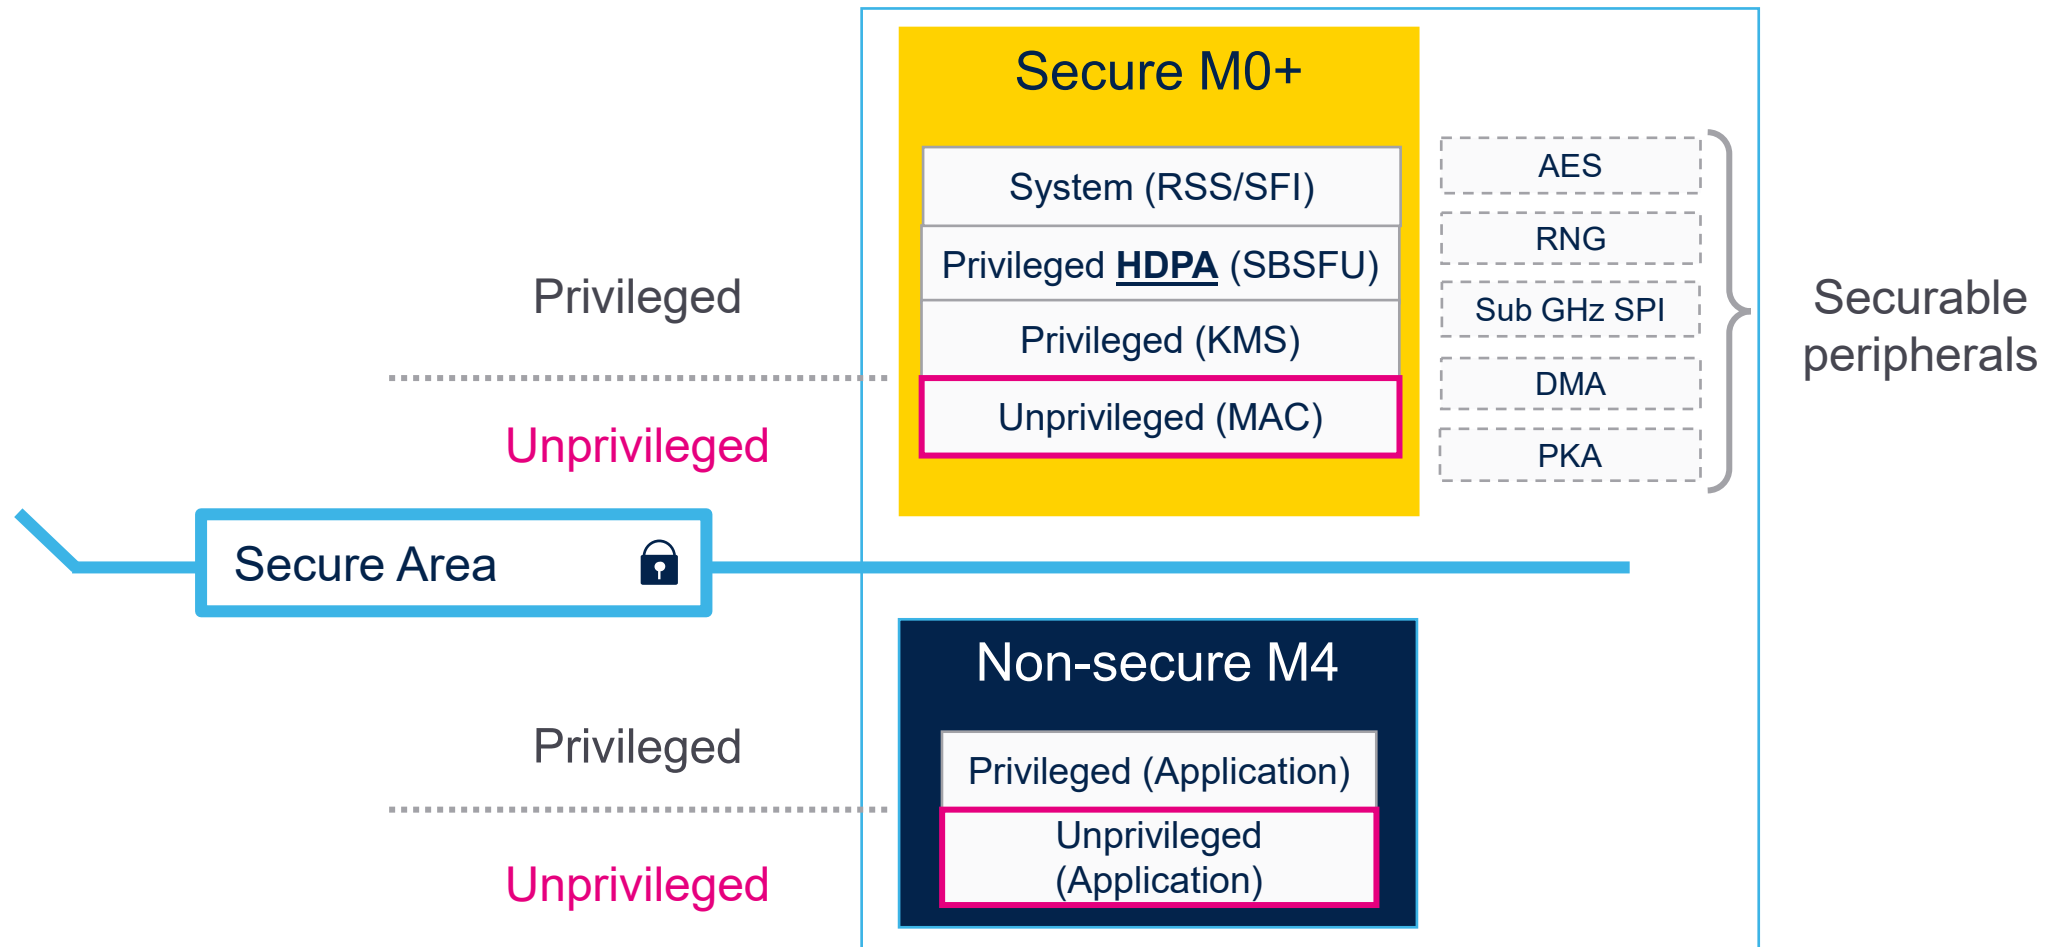 Secure M0+
System (RSS/SFI)
Privileged HDPA (SBSFU)
Privileged (KMS)
Unprivileged (MAC)
AES
RNG
Sub GHz SPI
DMA
PKA
Securable
peripherals
Privileged
Unprivileged
Secure Area
Non-secure M4
Privileged (Application)
Unprivileged
(Application)
Privileged
Unprivileged